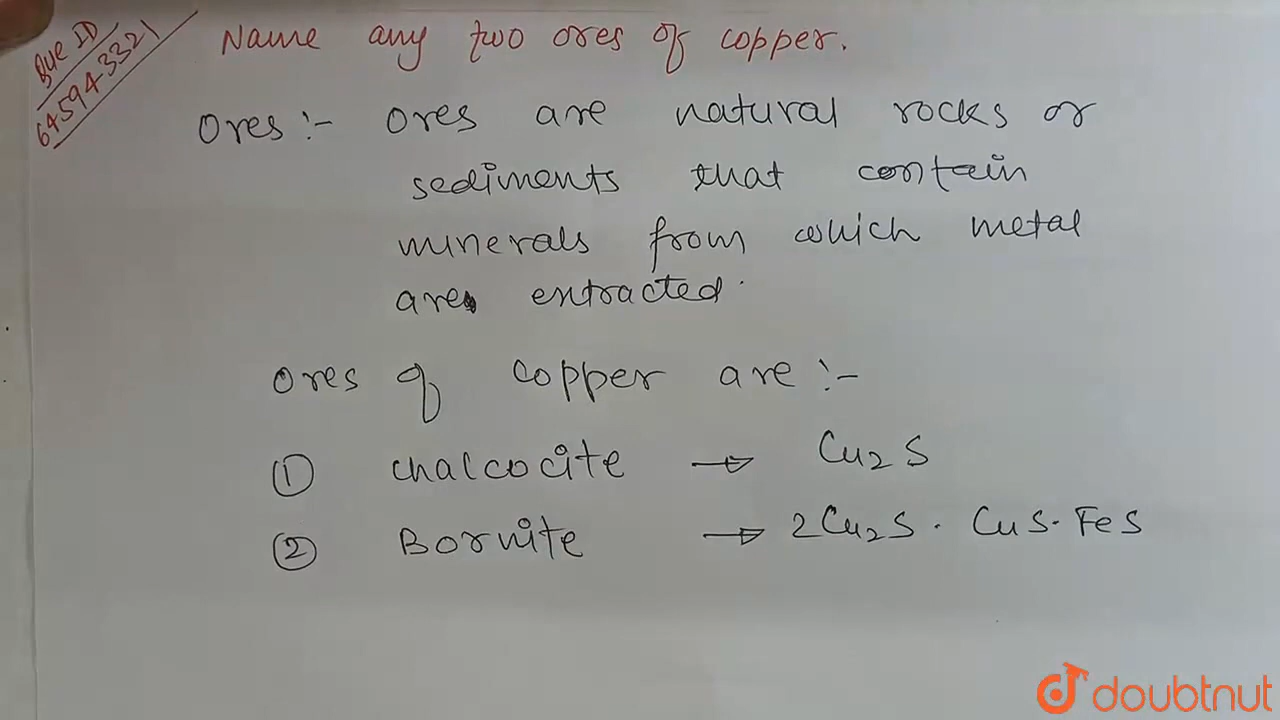 Que ID
645943321
Name any two ores of copper.
Ores :- Ores are natural rocks or
sediments that contain
minerals from which metal
are extracted.
Ores of copper are :-
① chalcocite → Cu₂S
② Bornite → 2Cu₂S · CuS · FeS
doubtnut